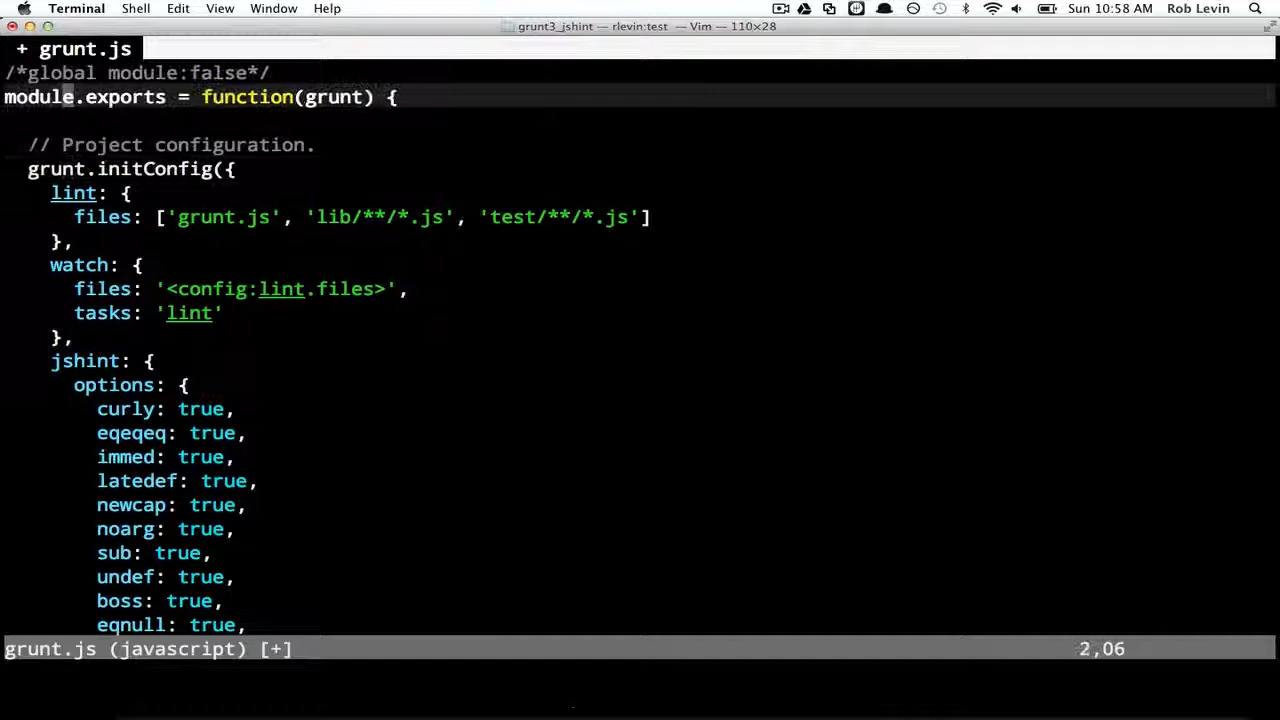 Terminal Shell Edit View Window Help Sun 10:58 AM Rob Levin
grunt3_jshint — rlevin:test — Vim — 110×28
+ grunt.js
/*global module:false*/
module.exports = function(grunt) {
// Project configuration.
grunt.initConfig({
lint: {
files: ['grunt.js', 'lib/**/*.js', 'test/**/*.js']
},
watch: {
files: '<config:lint.files>',
tasks: 'lint'
},
jshint: {
options: {
curly: true,
eqeqeq: true,
immed: true,
latedef: true,
newcap: true,
noarg: true,
sub: true,
undef: true,
boss: true,
eqnull: true,
grunt.js (javascript) [+] 2,06